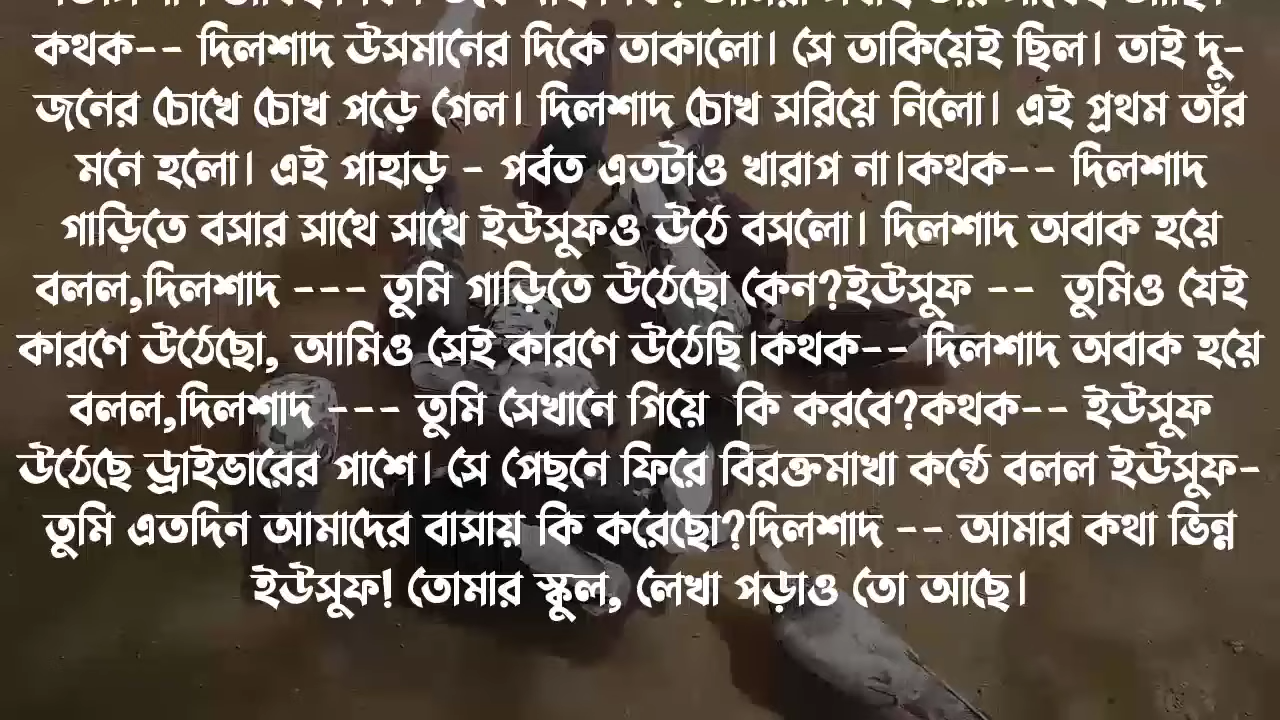 কথক-- দিলশাদ উসমানের দিকে তাকালো। সে তাকিয়েই ছিল। তাই দু-
জনের চোখে চোখ পড়ে গেল। দিলশাদ চোখ সরিয়ে নিলো। এই প্রথম তাঁর
মনে হলো। এই পাহাড় - পর্বত এতটাও খারাপ না।কথক-- দিলশাদ
গাড়িতে বসার সাথে সাথে ইউসুফও উঠে বসলো। দিলশাদ অবাক হয়ে
বলল,দিলশাদ --- তুমি গাড়িতে উঠেছো কেন?ইউসুফ -- তুমিও যেই
কারণে উঠেছো, আমিও সেই কারণে উঠেছি।কথক-- দিলশাদ অবাক হয়ে
বলল,দিলশাদ --- তুমি সেখানে গিয়ে কি করবে?কথক-- ইউসুফ
উঠেছে ড্রাইভারের পাশে। সে পেছনে ফিরে বিরক্তমাখা কন্ঠে বলল ইউসুফ-
তুমি এতদিন আমাদের বাসায় কি করেছো?দিলশাদ -- আমার কথা ভিন্ন
ইউসুফ! তোমার স্কুল, লেখা পড়াও তো আছে।